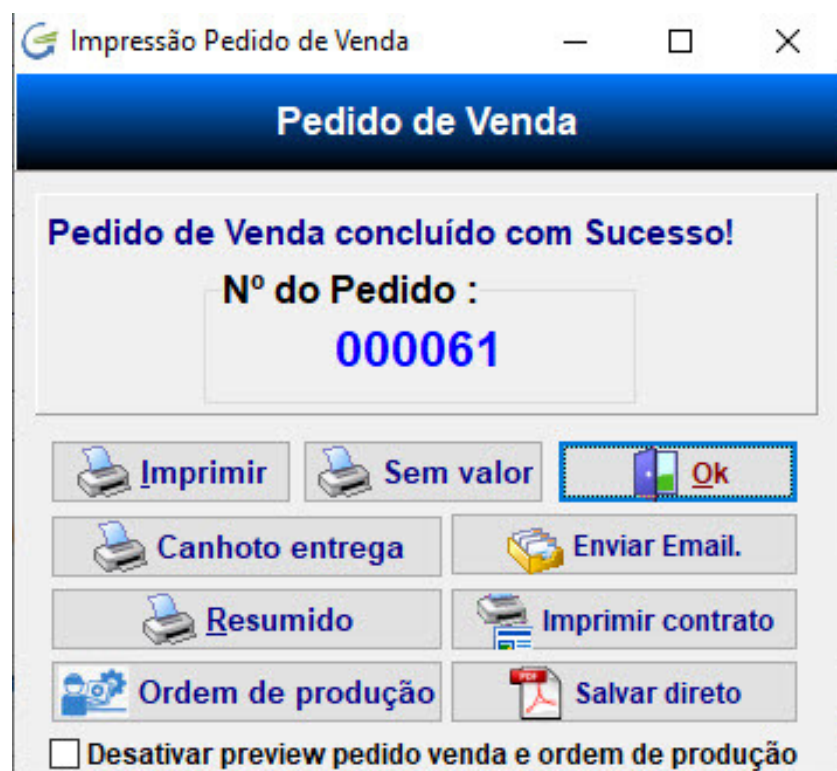 Impressão Pedido de Venda
Pedido de Venda
Pedido de Venda concluído com Sucesso!
Nº do Pedido :
000061
Imprimir
Sem valor
Ok
Canhoto entrega
Enviar Email.
Resumido
Imprimir contrato
Ordem de produção
PDF
Salvar direto
Desativar preview pedido venda e ordem de produção